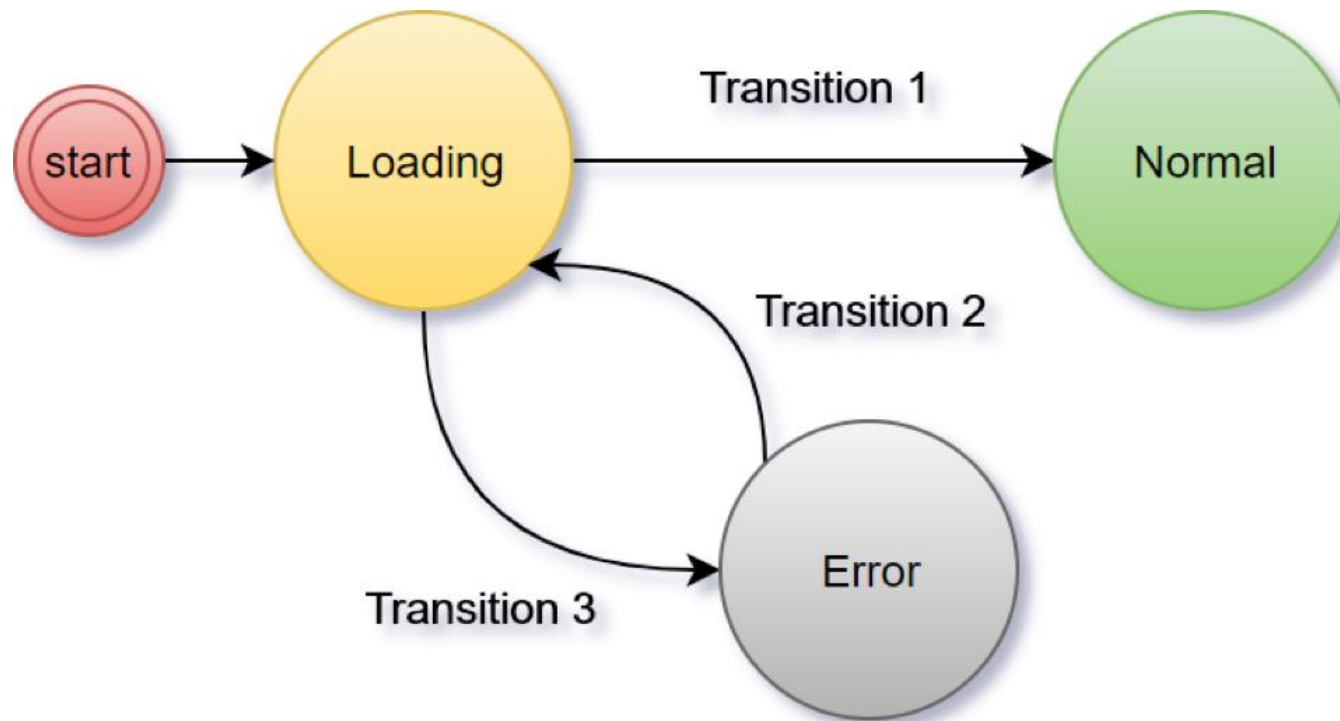 Transition 1
start
Loading
Normal
Transition 2
Error
Transition 3